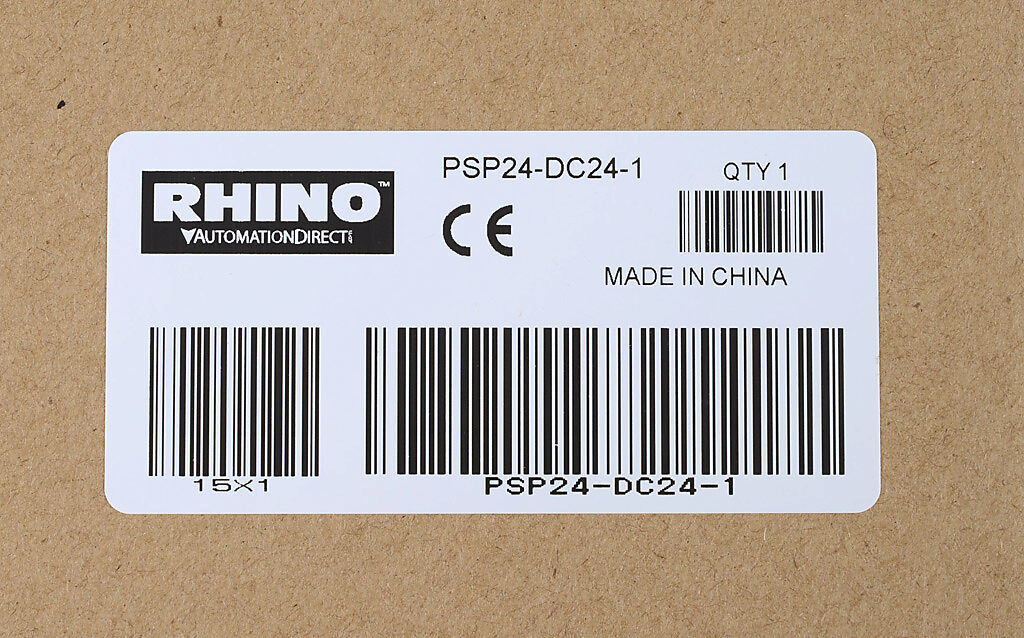 RHINO™
AUTOMATIONDIRECT
PSP24-DC24-1
CE
QTY 1
MADE IN CHINA
15X1
PSP24-DC24-1